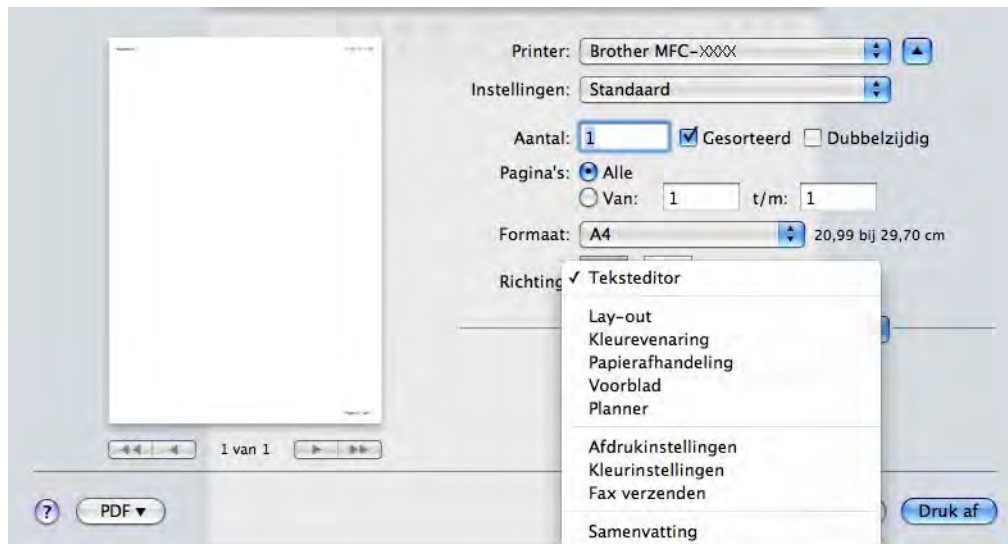 Printer: Brother MFC-XXXX
Instellingen: Standaard
Aantal: 1 Gesorteerd Dubbelzijdig
Pagina's: Alle
Van: 1 t/m: 1
Formaat: A4 20,99 bij 29,70 cm
Richting
✓ Teksteditor
Lay-out
Kleurevenaring
Papierafhandeling
Voorblad
Planner
Afdrukinstellingen
Kleurinstellingen
Fax verzenden
Samenvatting
1 van 1
? PDF ▼
Druk af